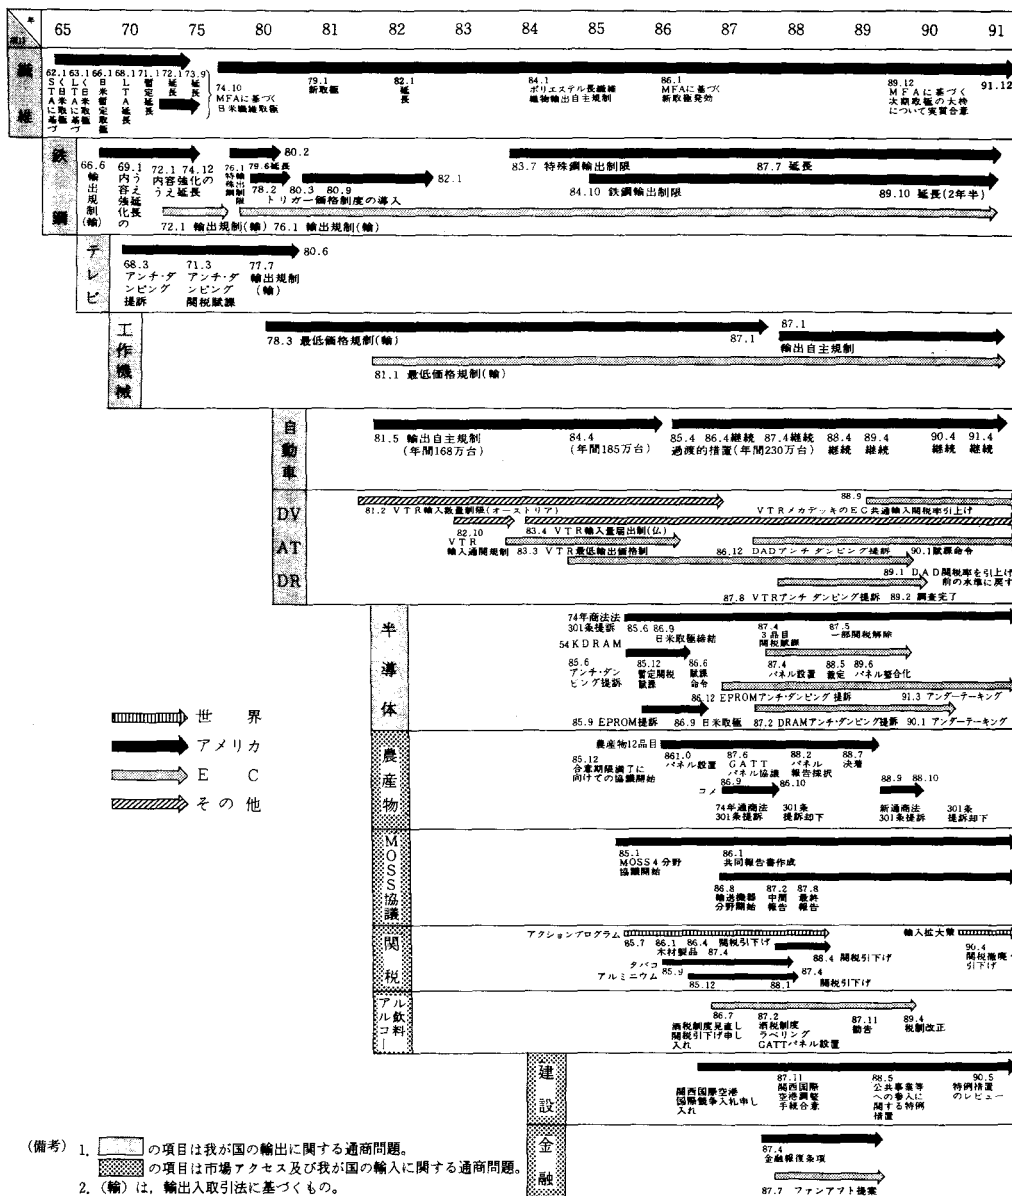 年
項目
65 70 75 80 82 83 84 85 86 87 88 89 90 91
繊維
62.1 63.1 66.1 68.1 71.1 72.1 73.9
STAに基づく日米取極
LTAに基づく日米取極
日米暫定取極
LTA延長
暫定延長
延長
延長
74.10
MFAに基づく
日米繊維取極
79.1
新取極
82.1
延長
84.1
ポリエステル長繊維
織物輸出自主規制
86.1
MFAに基づく
新取極発効
89.12
MFAに基づく
次期取極の大枠
について実質合意
91.12
鉄鋼
66.6
輸出規制(輸)
69.1
内容強化のうえ延長
72.1 74.12
内容強化の
うえ延長
76.1
特殊鋼輸出制限
79.6延長
80.2
78.2 80.3 80.9
トリガー価格制度の導入
82.1
83.7 特殊鋼輸出制限
87.7 延長
84.10 鉄鋼輸出制限
89.10 延長(2年半)
72.1 輸出規制(輸) 76.1 輸出規制(輸)
テレビ
68.3
アンチ・ダ
ンピング
提訴
71.3
アンチ・ダ
ンピング
関税賦課
77.7
輸出規制
(輸)
80.6
工作機械
78.3 最低価格規制(輸)
87.1
87.1
輸出自主規制
81.1 最低価格規制(輸)
自動車
81.5 輸出自主規制
(年間168万台)
84.4
(年間185万台)
85.4 86.4継続 87.4継続 88.4 89.4 90.4 91.4
過渡的措置(年間230万台) 継続 継続 継続 継続
DV
AT
DR
81.2 VTR輸入数量制限(オーストリア)
88.9
VTRメカデッキのEC共通輸入関税率引上げ
82.10
VTR
輸入通関規制
83.4 VTR輸入量届出制(仏)
83.3 VTR最低輸出価格制
86.12 DADアンチダンピング提訴 90.1賦課命令
89.1 DAD関税率を引上げ
前の水準に戻す
87.8 VTRアンチダンピング提訴 89.2 調査完了
半導体
74年商法法
301条提訴
85.6 86.9
日米取極締結
87.4
3品目
関税賦課
87.5
一部関税解除
54KDRAM
85.6
アンチ・ダン
ピング提訴
85.12
暫定関税
賦課
86.6
賦課
命令
87.4
パネル設置
88.5
裁定
89.6
パネル整合化
86.12 EPROMアンチ・ダンピング 提訴
91.3 アンダーテーキング
85.9 EPROM提訴 86.9 日米取極 87.2 DRAMアンチ・ダンピング提訴 90.1 アンダーテーキング
農産物
農産物12品目
85.12
合意期限満了に
向けての協議開始
861.0
パネル設置
87.6
GATT
パネル協議
88.2
パネル
報告採択
88.7
決着
コメ
86.9
86.10
74年通商法
301条提訴
301条
提訴却下
88.9 88.10
新通商法
301条提訴
301条
提訴却下
MOSS協議
85.1
MOSS4分野
協議開始
86.1
共同報告書作成
86.8
輸送機器
分野開始
87.2
中間
報告
87.8
最終
報告
関税
アクションプログラム
85.7 86.1 86.4 関税引下げ
木材製品 87.4
88.4 関税引下げ
輸入拡大策
90.4
関税撤廃・
引下げ
タバコ
85.9
アルミニウム
85.12
88.1
87.4
関税引下げ
アルコール飲料
86.7
酒税制度見直し
関税引下げ申し
入れ
87.2
酒税制度
ラベリング
GATTパネル設置
87.11
勧告
89.4
税制改正
建設
関西国際空港
国際競争入札申し
入れ
87.11
関西国際
空港調整
手続合意
88.5
公共事業等
への参入に
関する特例
措置
90.5
特例措置
のレビュー
金融
87.4
金融報復条項
87.7 ファンアフト提案
世界
アメリカ
EC
その他
(備考) 1. の項目は我が国の輸出に関する通商問題。
の項目は市場アクセス及び我が国の輸入に関する通商問題。
2. (輸)は,輸出入取引法に基づくもの。